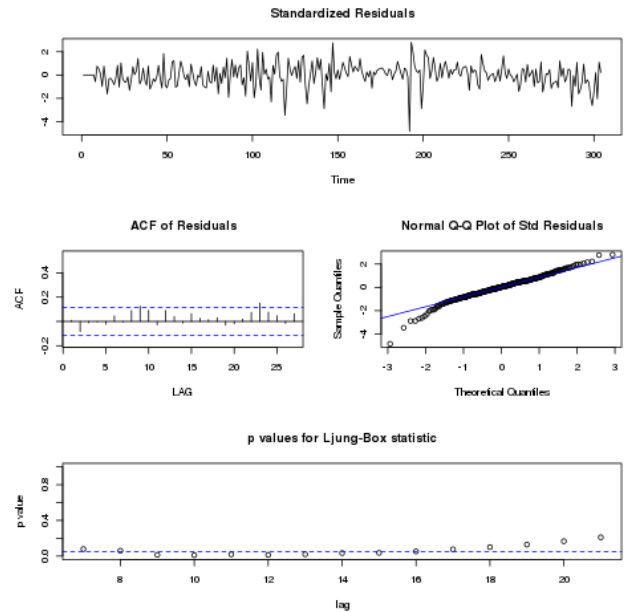 Standardized Residuals
2
0
-2
-4
0 50 100 150 200 250 300
Time
ACF of Residuals
ACF
0.4
0.2
-0.2
0 5 10 15 20 25
LAG
Normal Q-Q Plot of Std Residuals
Sample Quantiles
2
0
-2
-4
-3 -2 -1 0 1 2 3
Theoretical Quantiles
p values for Ljung-Box statistic
p value
0.8
0.4
0.0
8 10 12 14 16 18 20
lag